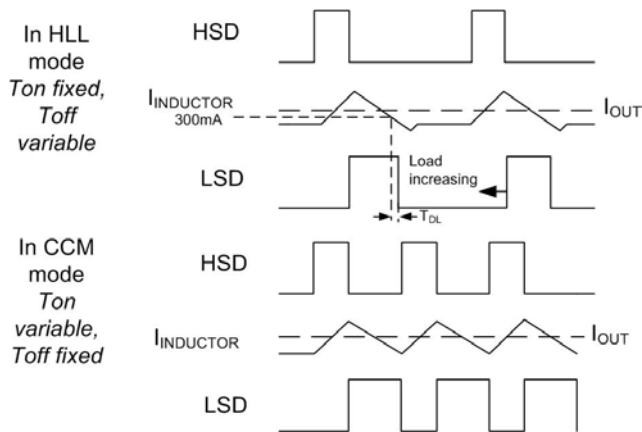 In HLL
mode
Ton fixed,
Toff
variable
HSD
IINDUCTOR
300mA
IOUT
LSD
Load
increasing
TDL
In CCM
mode
Ton
variable,
Toff fixed
HSD
IINDUCTOR
IOUT
LSD